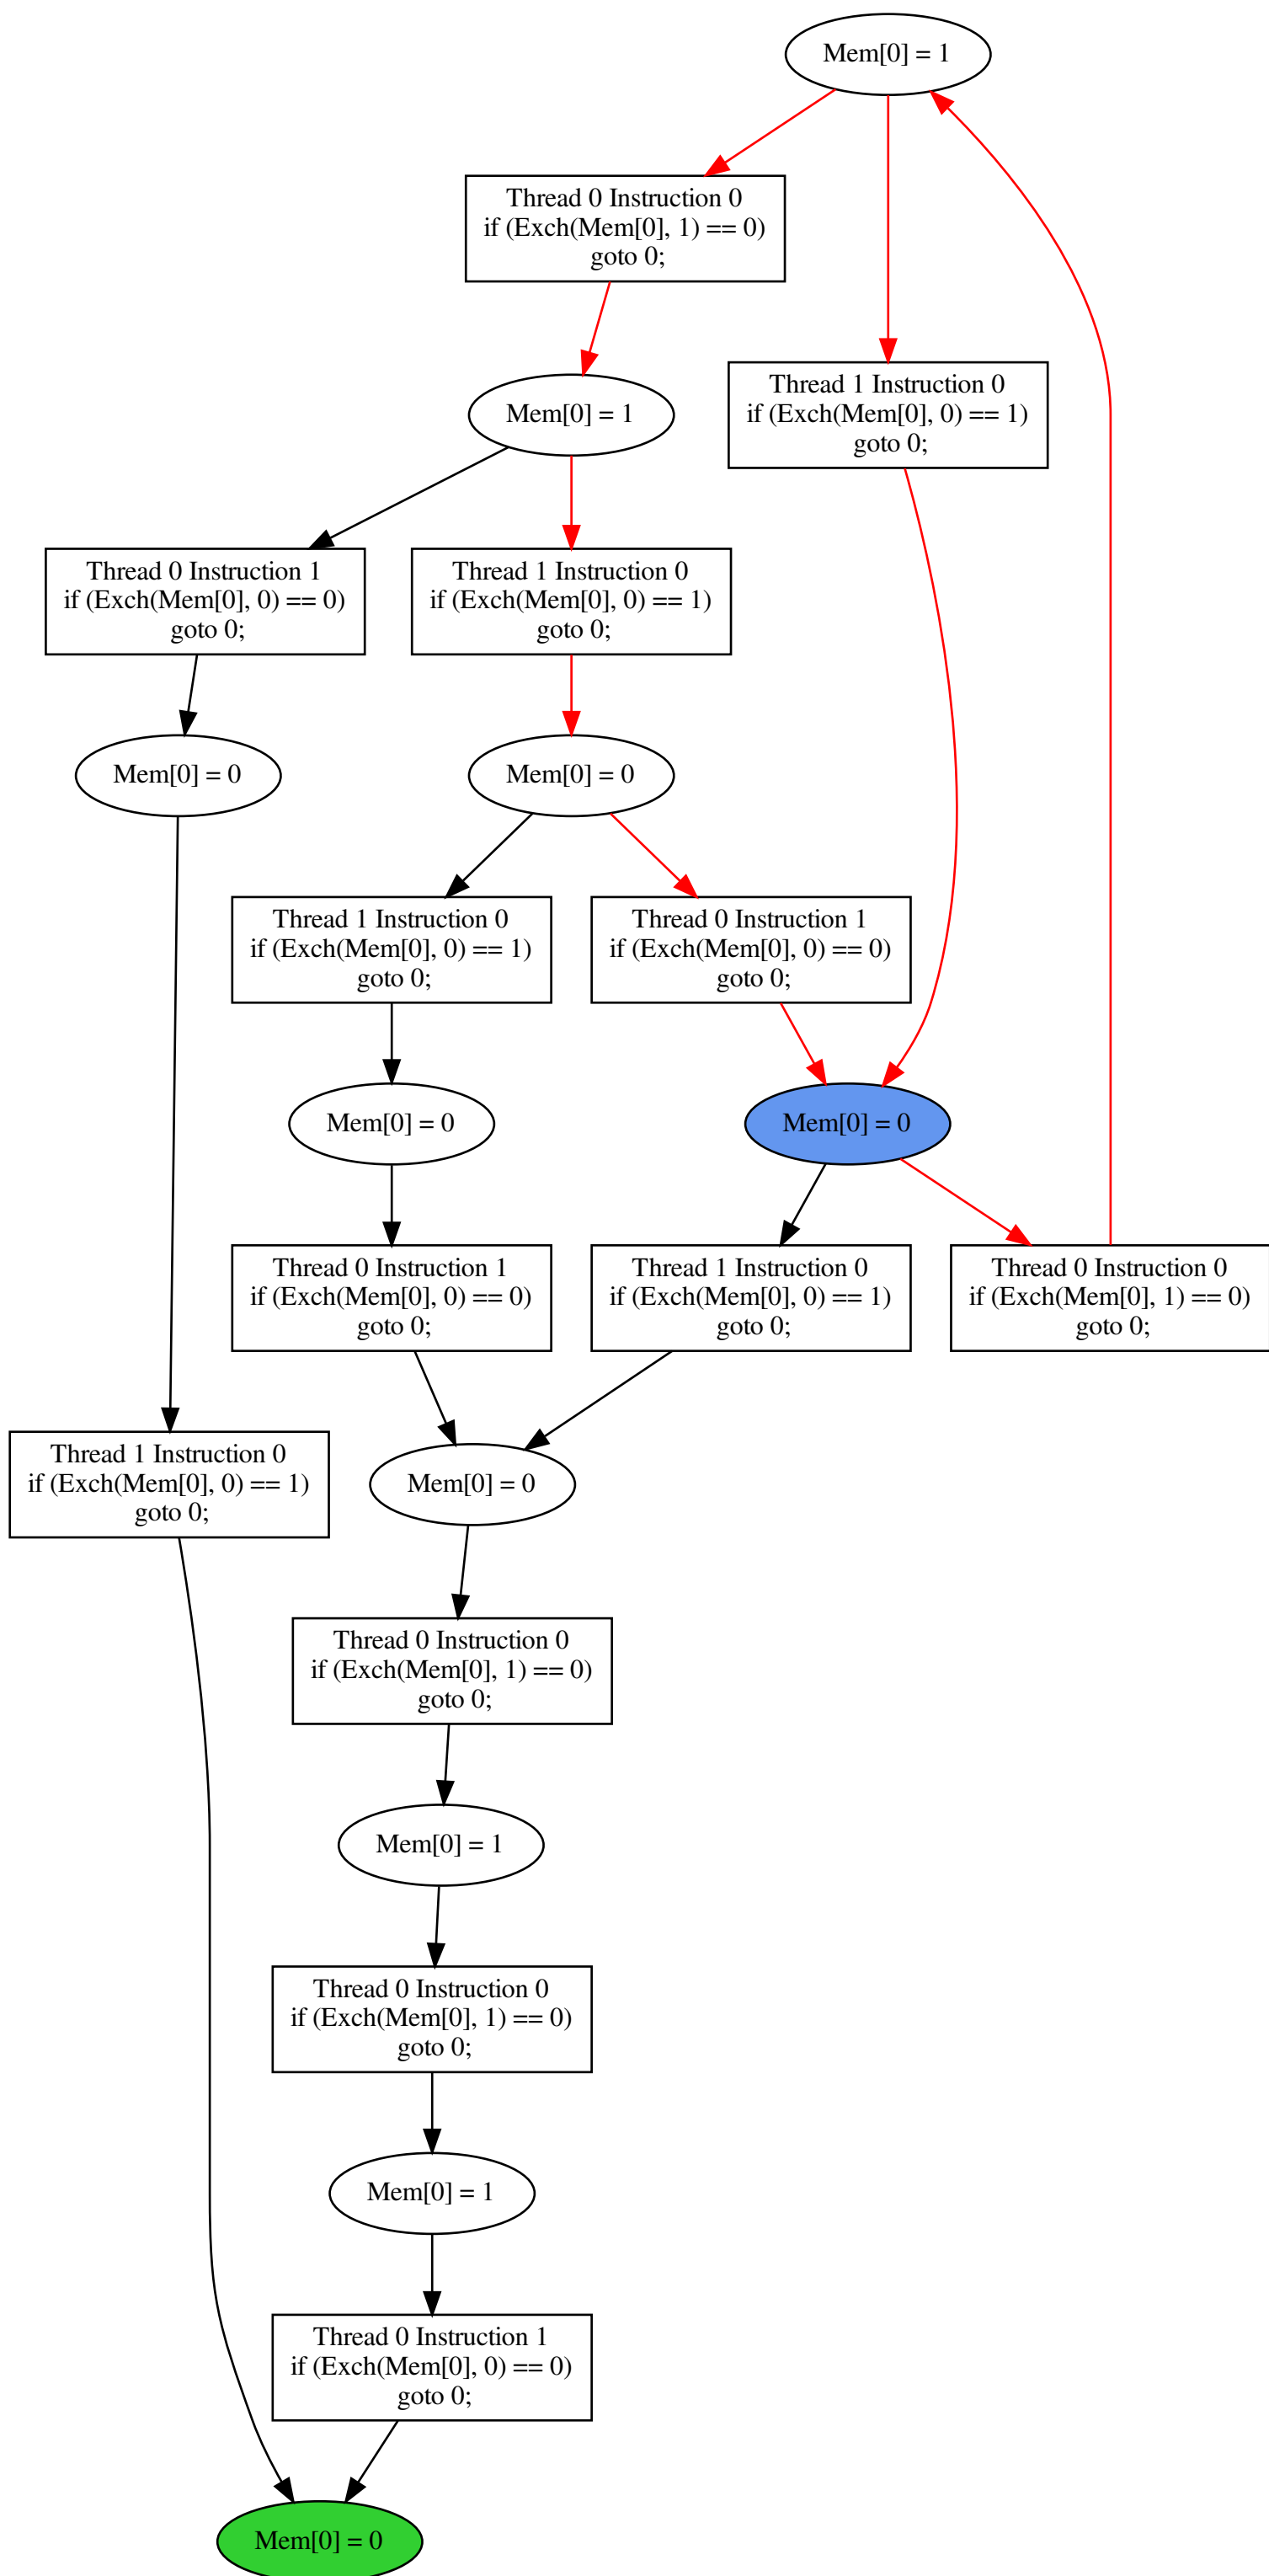 Mem[0] = 1
Thread 0 Instruction 0
if (Exch(Mem[0], 1) == 0)
goto 0;
Mem[0] = 1
Thread 1 Instruction 0
if (Exch(Mem[0], 0) == 1)
goto 0;
Thread 0 Instruction 1
if (Exch(Mem[0], 0) == 0)
goto 0;
Thread 1 Instruction 0
if (Exch(Mem[0], 0) == 1)
goto 0;
Mem[0] = 0
Mem[0] = 0
Thread 1 Instruction 0
if (Exch(Mem[0], 0) == 1)
goto 0;
Thread 0 Instruction 1
if (Exch(Mem[0], 0) == 0)
goto 0;
Mem[0] = 0
Mem[0] = 0
Thread 0 Instruction 1
if (Exch(Mem[0], 0) == 0)
goto 0;
Thread 1 Instruction 0
if (Exch(Mem[0], 0) == 1)
goto 0;
Thread 0 Instruction 0
if (Exch(Mem[0], 1) == 0)
goto 0;
Thread 1 Instruction 0
if (Exch(Mem[0], 0) == 1)
goto 0;
Mem[0] = 0
Thread 0 Instruction 0
if (Exch(Mem[0], 1) == 0)
goto 0;
Mem[0] = 1
Thread 0 Instruction 0
if (Exch(Mem[0], 1) == 0)
goto 0;
Mem[0] = 1
Thread 0 Instruction 1
if (Exch(Mem[0], 0) == 0)
goto 0;
Mem[0] = 0